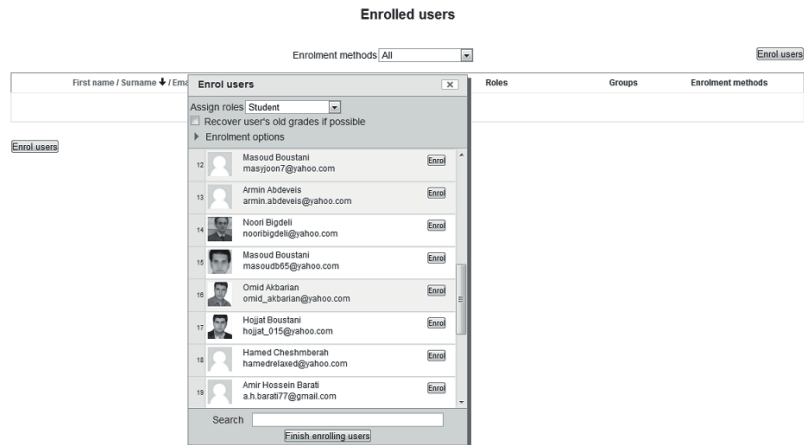 Enrolled users
Enrolment methods All
Enrol users
First name / Surname / Ema
Roles
Groups
Enrolment methods
Enrol users
Enrol users
Assign roles Student
Recover user's old grades if possible
Enrolment options
12 Masoud Boustani Enrol
masyjoon7@yahoo.com
13 Armin Abdeveis Enrol
armin.abdeveis@yahoo.com
14 Noori Bigdeli Enrol
nooribigdeli@yahoo.com
15 Masoud Boustani Enrol
masoudb65@yahoo.com
16 Omid Akbarian Enrol
omid_akbarian@yahoo.com
17 Hojjat Boustani Enrol
hojjat_015@yahoo.com
18 Hamed Cheshmberah Enrol
hamedrelaxed@yahoo.com
19 Amir Hossein Barati Enrol
a.h.barati77@gmail.com
Search
Finish enrolling users